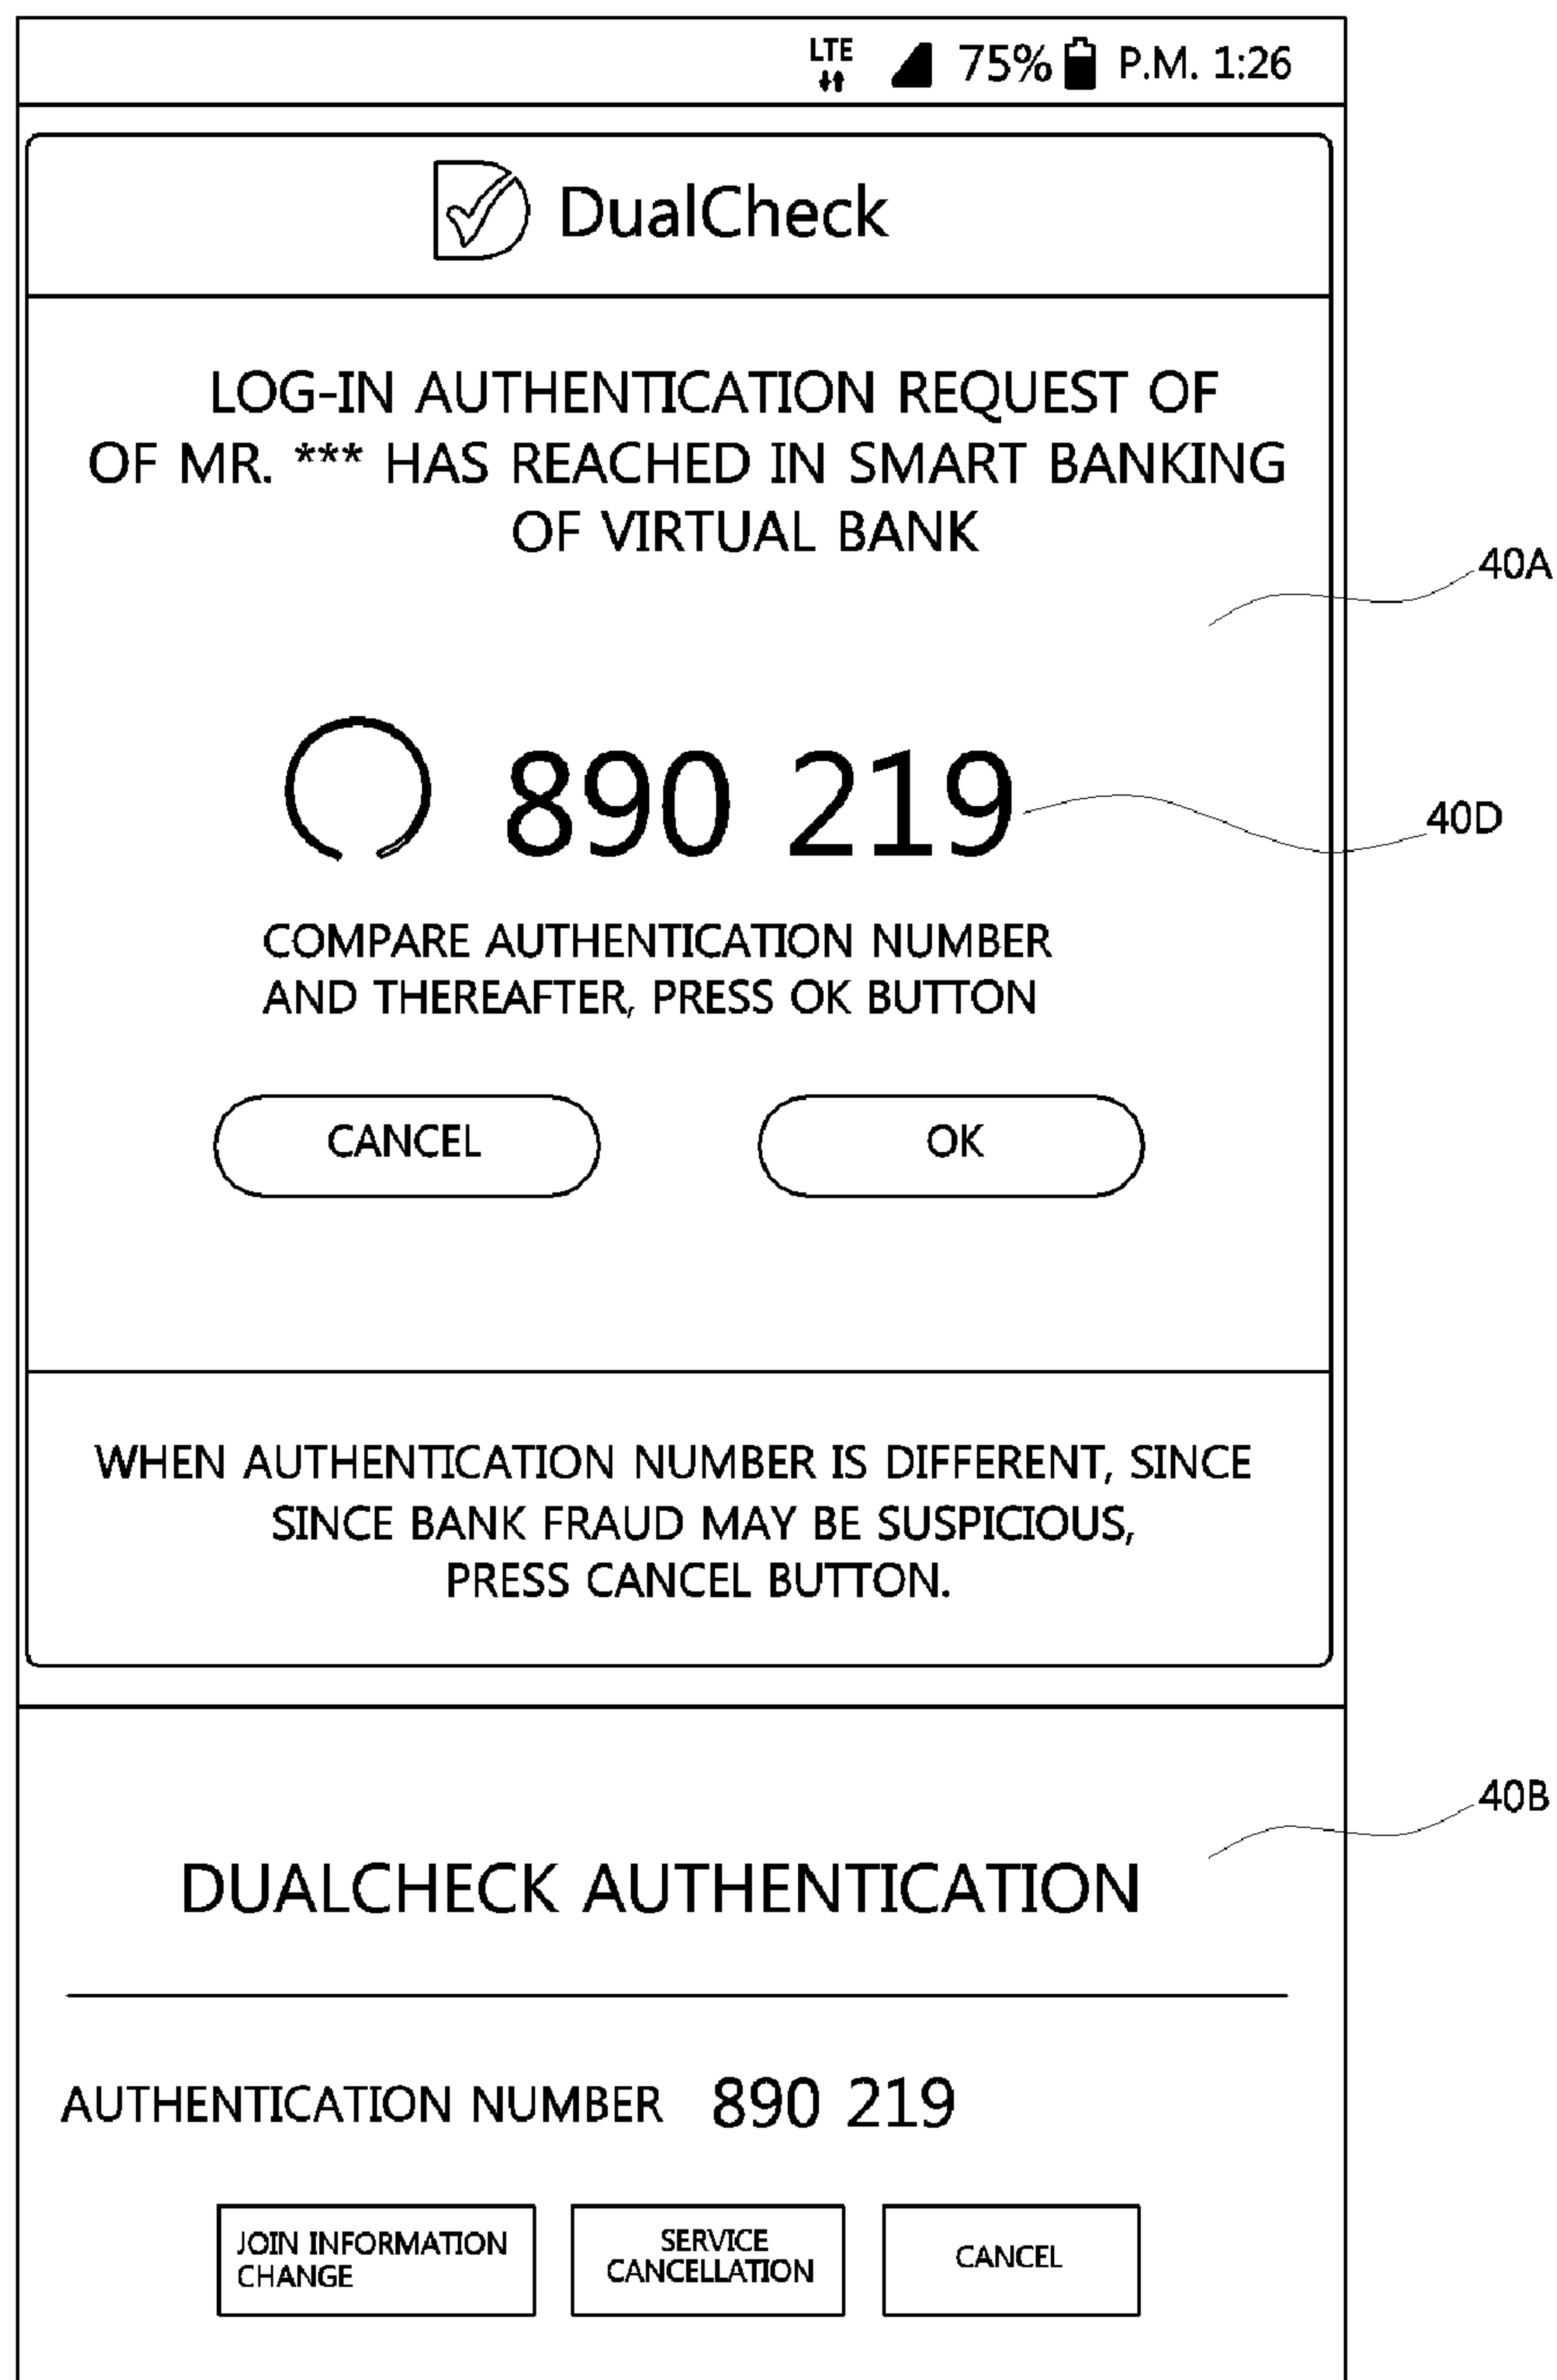 LTE 75% P.M. 1:26
DualCheck
LOG-IN AUTHENTICATION REQUEST OF
OF MR. *** HAS REACHED IN SMART BANKING
OF VIRTUAL BANK
40A
890 219
40D
COMPARE AUTHENTICATION NUMBER
AND THEREAFTER, PRESS OK BUTTON
CANCEL OK
WHEN AUTHENTICATION NUMBER IS DIFFERENT, SINCE
SINCE BANK FRAUD MAY BE SUSPICIOUS,
PRESS CANCEL BUTTON.
40B
DUALCHECK AUTHENTICATION
AUTHENTICATION NUMBER 890 219
JOIN INFORMATION
CHANGE
SERVICE
CANCELLATION
CANCEL